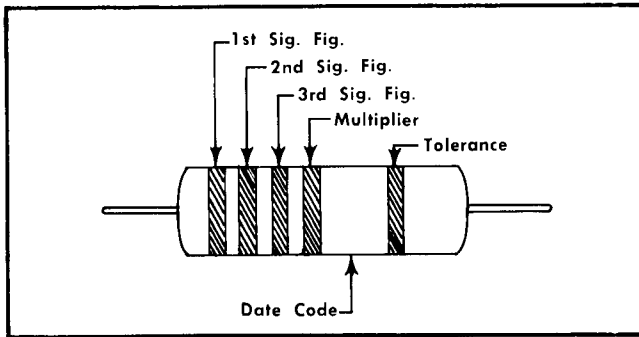 1st Sig. Fig.
2nd Sig. Fig.
3rd Sig. Fig.
Multiplier
Tolerance
Date Code